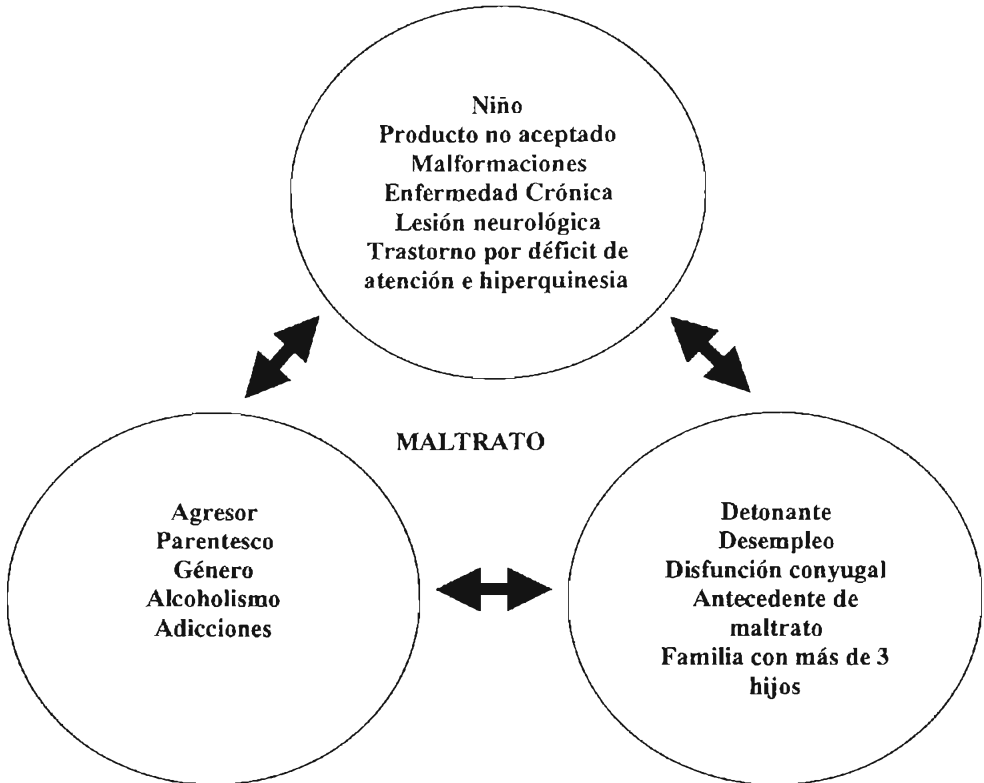 Niño
Producto no aceptado
Malformaciones
Enfermedad Crónica
Lesión neurológica
Trastorno por déficit de
atención e hiperquinesia
MALTRATO
Agresor
Parentesco
Género
Alcoholismo
Adicciones
Detonante
Desempleo
Disfunción conyugal
Antecedente de
maltrato
Familia con más de 3
hijos